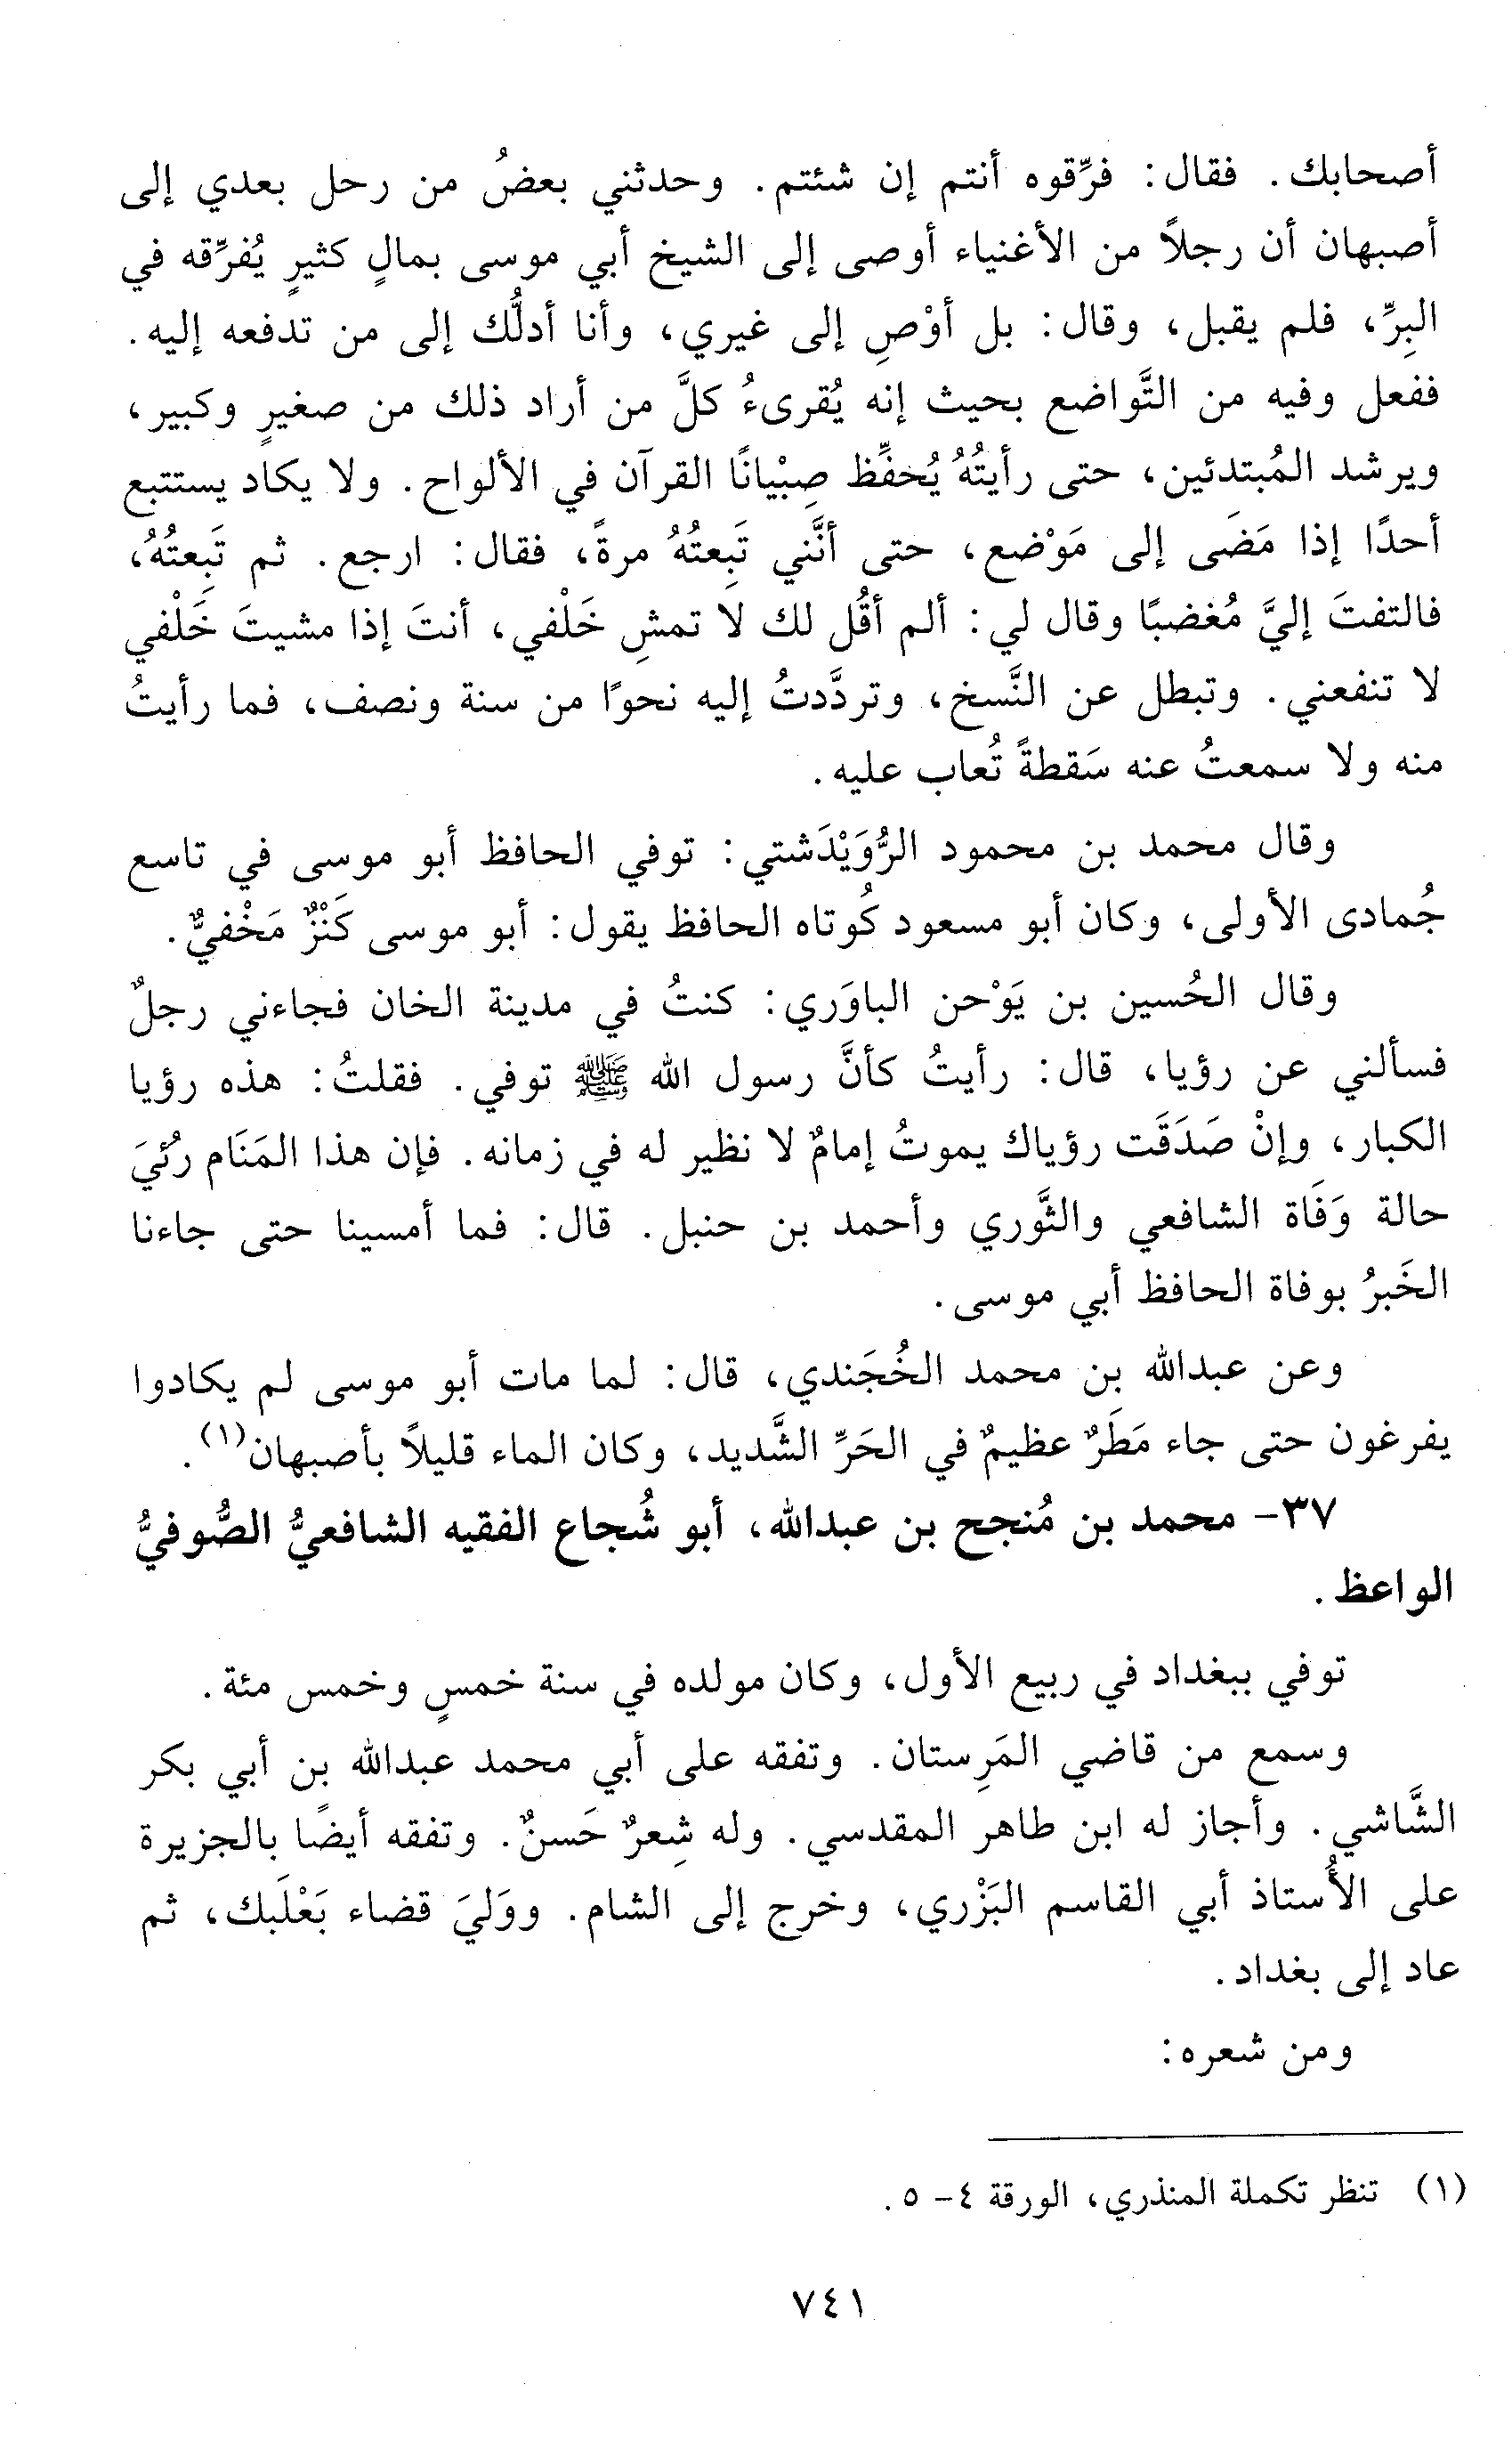 أصحابك. فقال: فرِّقوه أنتم إن شئتم. وحدثني بعضُ من رحل بعدي إلى
أصبهان أن رجلاً من الأغنياء أوصى إلى الشيخ أبي موسى بمالٍ كثيرٍ يُفرِّقه في
البِرِّ، فلم يقبل، وقال: بل أوْصِ إلى غيري، وأنا أدلُّك إلى من تدفعه إليه.
ففعل وفيه من التَّواضع بحيث إنه يُقرىءُ كلَّ من أراد ذلك من صغيرٍ وكبير،
ويرشد المُبتدئين، حتى رأيتُهُ يُحفِّظ صِبْيانًا القرآن في الألواح. ولا يكاد يستتبع
أحدًا إذا مَضَى إلى مَوْضع، حتى أنَّني تَبِعتُهُ مرةً، فقال: ارجع. ثم تَبِعتُهُ،
فالتفتَ إليَّ مُغضبًا وقال لي: ألم أقُل لك لا تمشِ خَلْفي، أنتَ إذا مشيتَ خَلْفي
لا تنفعني. وتبطل عن النَّسخ، وتردَّدتُ إليه نحوًا من سنة ونصف، فما رأيتُ
منه ولا سمعتُ عنه سَقطةً تُعاب عليه.
وقال محمد بن محمود الرُّوَيْدَشتي: توفي الحافظ أبو موسى في تاسع
جُمادى الأولى، وكان أبو مسعود كُوتاه الحافظ يقول: أبو موسى كَنْزٌ مَخْفيٌّ.
وقال الحُسين بن يَوْحن الباوَري: كنتُ في مدينة الخان فجاءني رجلٌ
فسألني عن رؤيا، قال: رأيتُ كأنَّ رسول الله ﷺ توفي. فقلتُ: هذه رؤيا
الكبار، وإنْ صَدَقَت رؤياك يموتُ إمامٌ لا نظير له في زمانه. فإن هذا المَنَام رُئيَ
حالة وَفَاة الشافعي والثَّوري وأحمد بن حنبل. قال: فما أمسينا حتى جاءنا
الخَبرُ بوفاة الحافظ أبي موسى.
وعن عبدالله بن محمد الخُجَندي، قال: لما مات أبو موسى لم يكادوا
يفرغون حتى جاء مَطَرٌ عظيمٌ في الحَرِّ الشَّديد، وكان الماء قليلاً بأصبهان(١).
٣٧- محمد بن مُنجح بن عبدالله، أبو شُجاع الفقيه الشافعيُّ الصُّوفيُّ
الواعظ.
توفي ببغداد في ربيع الأول، وكان مولده في سنة خمسٍ وخمس مئة.
وسمع من قاضي المَرِستان. وتفقه على أبي محمد عبدالله بن أبي بكر
الشَّاشي. وأجاز له ابن طاهر المقدسي. وله شِعرٌ حَسنٌ. وتفقه أيضًا بالجزيرة
على الأُستاذ أبي القاسم البَزْري، وخرج إلى الشام. ووَليَ قضاء بَعْلَبك، ثم
عاد إلى بغداد.
ومن شعره:
(١) تنظر تكملة المنذري، الورقة ٤- ٥.
٧٤١